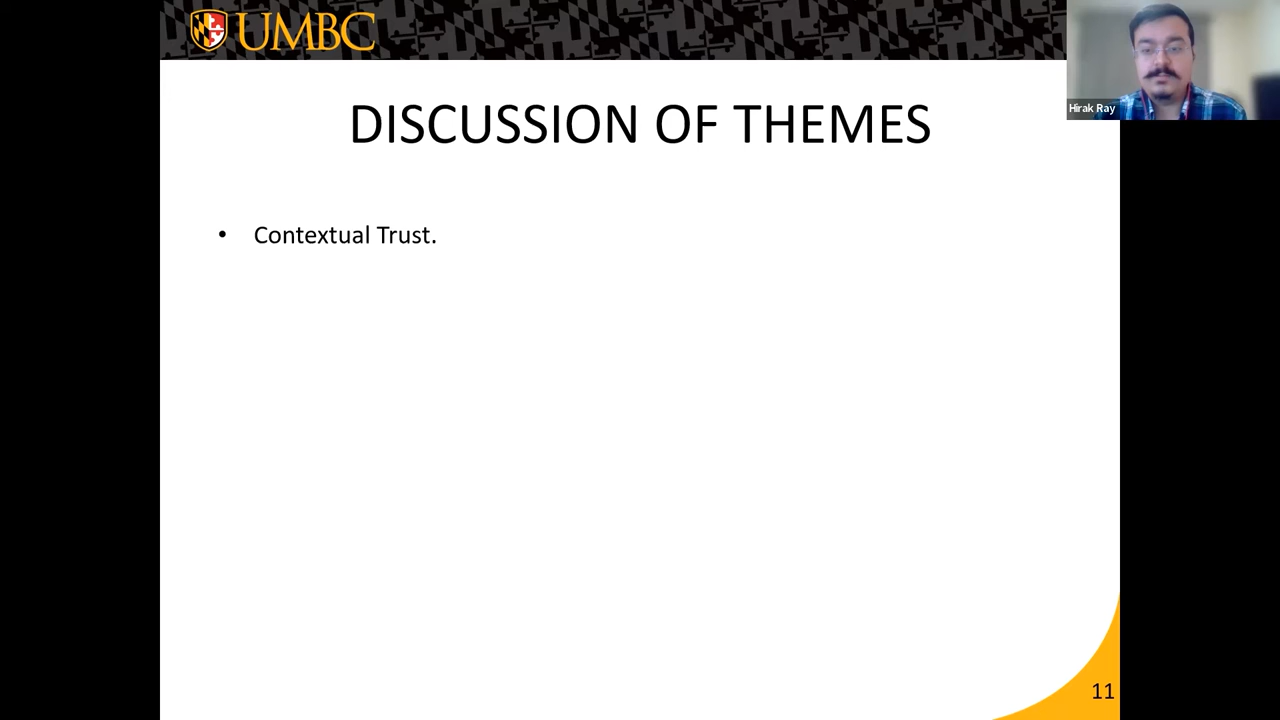 UMBC
Hirak Ray
DISCUSSION OF THEMES
• Contextual Trust.
11